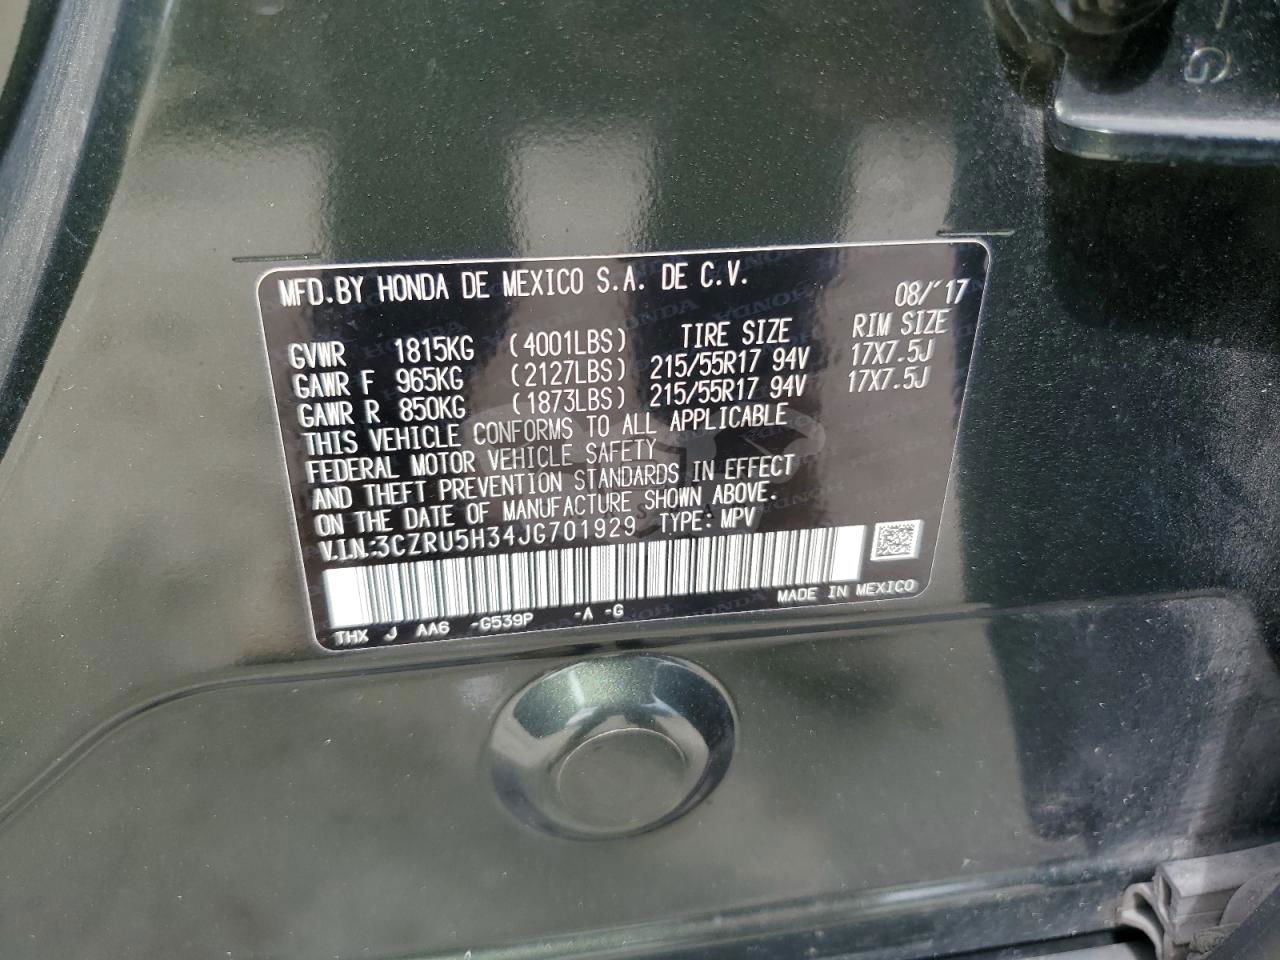 MFD.BY HONDA DE MEXICO S.A. DE C.V.
08/'17
GVWR 1815KG (4001LBS) TIRE SIZE RIM SIZE
GAWR F 965KG (2127LBS) 215/55R17 94V 17X7.5J
GAWR R 850KG (1873LBS) 215/55R17 94V 17X7.5J
THIS VEHICLE CONFORMS TO ALL APPLICABLE
FEDERAL MOTOR VEHICLE SAFETY
AND THEFT PREVENTION STANDARDS IN EFFECT
ON THE DATE OF MANUFACTURE SHOWN ABOVE.
V.I.N.:3CZRU5H34JG701929 TYPE: MPV
MADE IN MEXICO
THX J AA6 -G539P -A -G